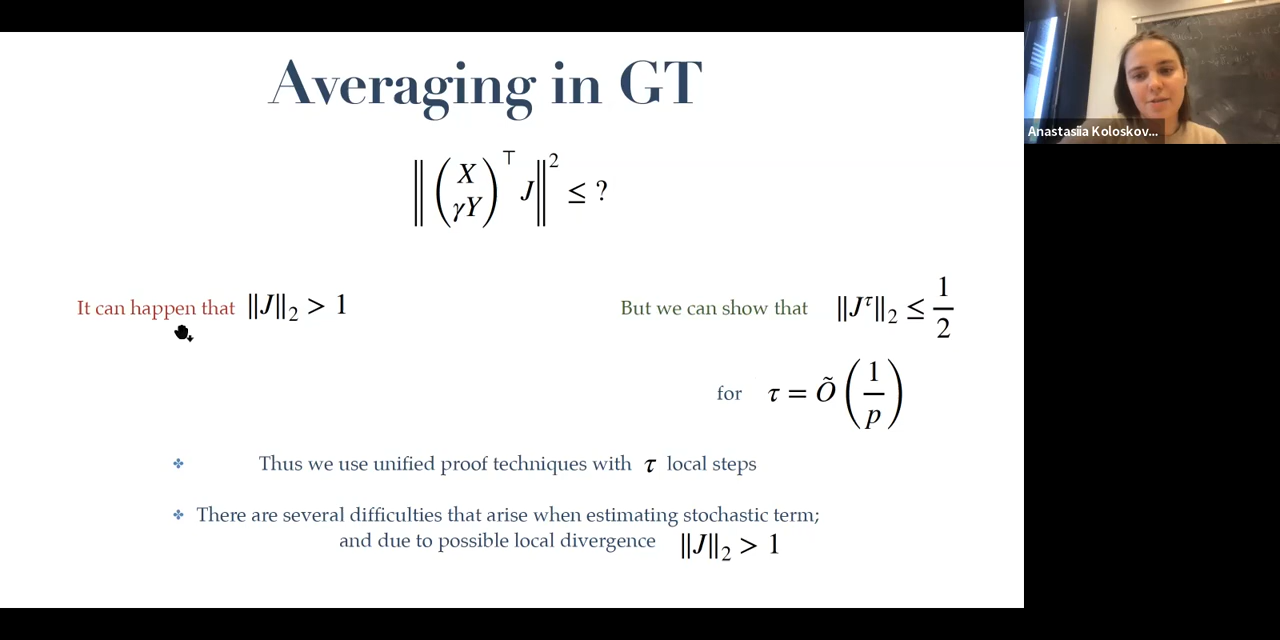 Averaging in GT
‖ ( X
γY )⊤ J ‖² ≤ ?
It can happen that ‖J‖₂ > 1
But we can show that ‖J^τ‖₂ ≤ 1/2
for τ = Õ(1/p)
❖ Thus we use unified proof techniques with τ local steps
❖ There are several difficulties that arise when estimating stochastic term;
and due to possible local divergence ‖J‖₂ > 1
Anastasiia Koloskov...